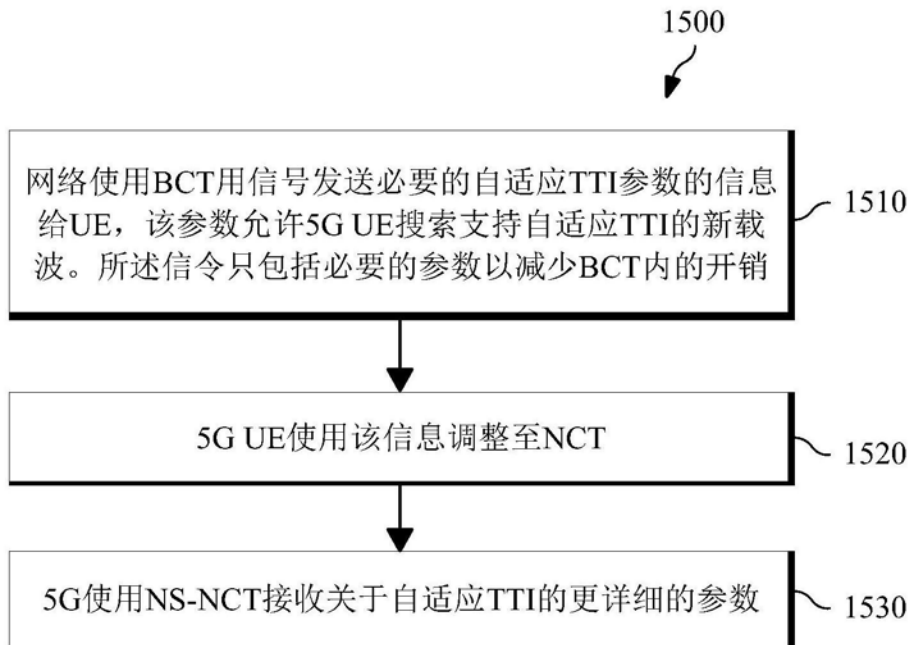 1500
网络使用BCT用信号发送必要的自适应TTI参数的信息
给UE，该参数允许5G UE搜索支持自适应TTI的新载
波。所述信令只包括必要的参数以减少BCT内的开销
1510
5G UE使用该信息调整至NCT
1520
5G使用NS-NCT接收关于自适应TTI的更详细的参数
1530